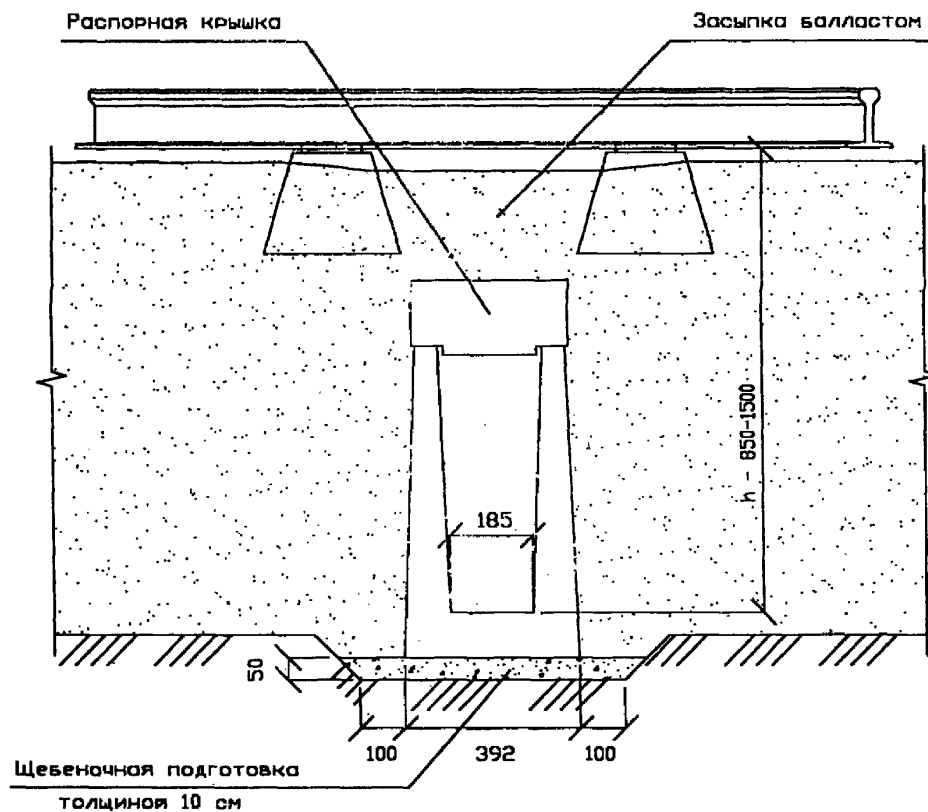 Распорная крышка
Засыпка балластом
h - 850-1500
185
50
100
392
100
Щебеночная подготовка
толщиной 10 см